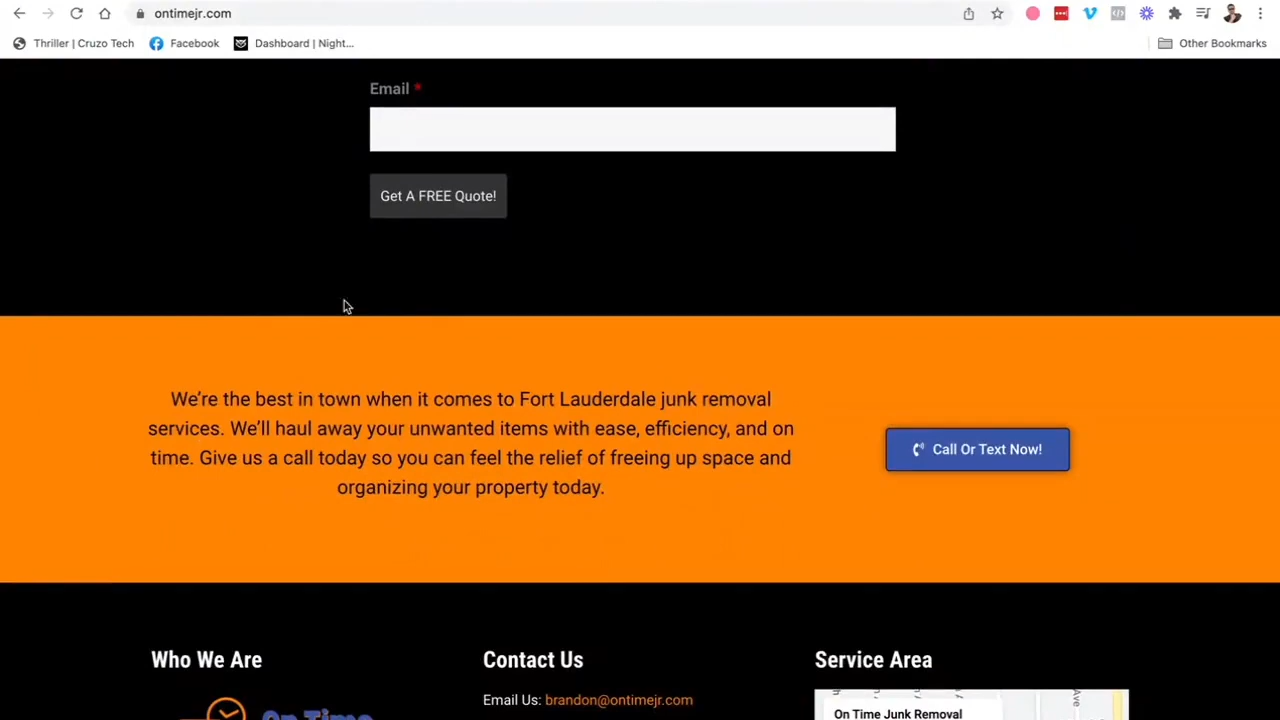 ontimejr.com
Thriller | Cruzo Tech
Facebook
Dashboard | Night...
Other Bookmarks
Email *
Get A FREE Quote!
We’re the best in town when it comes to Fort Lauderdale junk removal
services. We’ll haul away your unwanted items with ease, efficiency, and on
time. Give us a call today so you can feel the relief of freeing up space and
organizing your property today.
Call Or Text Now!
Who We Are
Contact Us
Service Area
On Time
Email Us: brandon@ontimejr.com
On Time Junk Removal
Ave